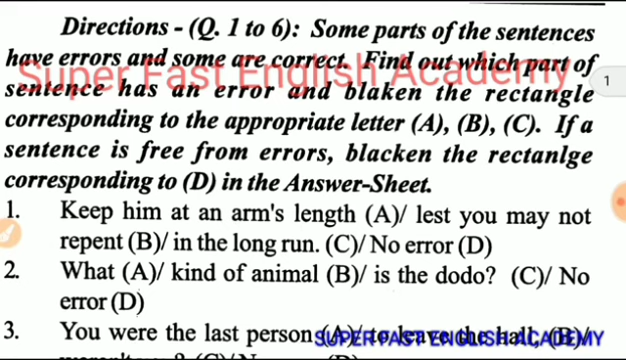 Directions - (Q. 1 to 6): Some parts of the sentences
have errors and some are correct. Find out which part of
Super Fast English Academy
1
sentence has an error and blaken the rectangle
corresponding to the appropriate letter (A), (B), (C). If a
sentence is free from errors, blacken the rectanlge
corresponding to (D) in the Answer-Sheet.
1. Keep him at an arm's length (A)/ lest you may not
repent (B)/ in the long run. (C)/ No error (D)
2. What (A)/ kind of animal (B)/ is the dodo? (C)/ No
error (D)
3. You were the last person (A)/ to leave the hall, (B)/
SUPER FAST ENGLISH ACADEMY